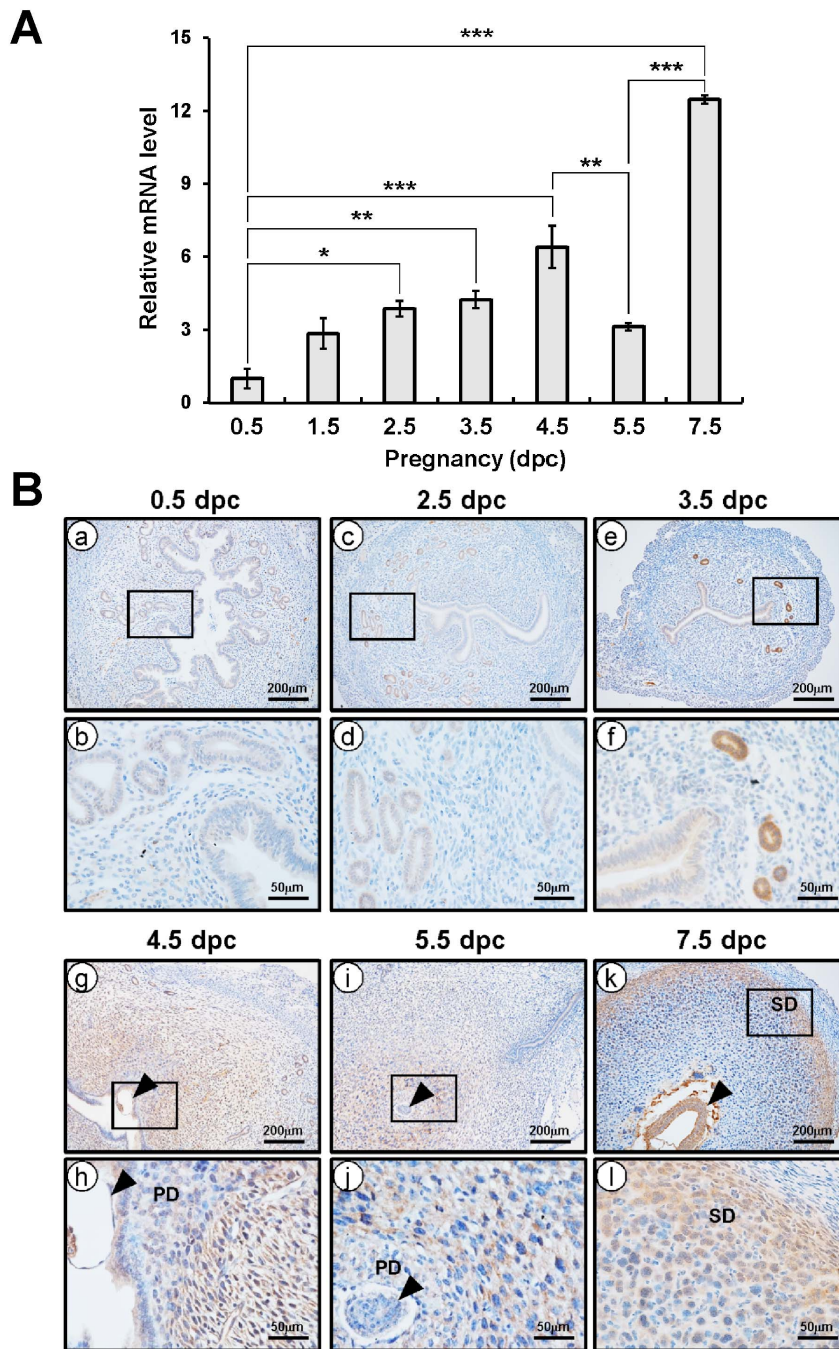 A
15
12
9
6
3
0
Relative mRNA level
***
***
***
**
**
*
0.5 1.5 2.5 3.5 4.5 5.5 7.5
Pregnancy (dpc)
B
0.5 dpc 2.5 dpc 3.5 dpc
a c e
200μm 200μm 200μm
b d f
50μm 50μm 50μm
4.5 dpc 5.5 dpc 7.5 dpc
g i k
SD
200μm 200μm 200μm
h j l
PD
SD
PD
50μm 50μm 50μm